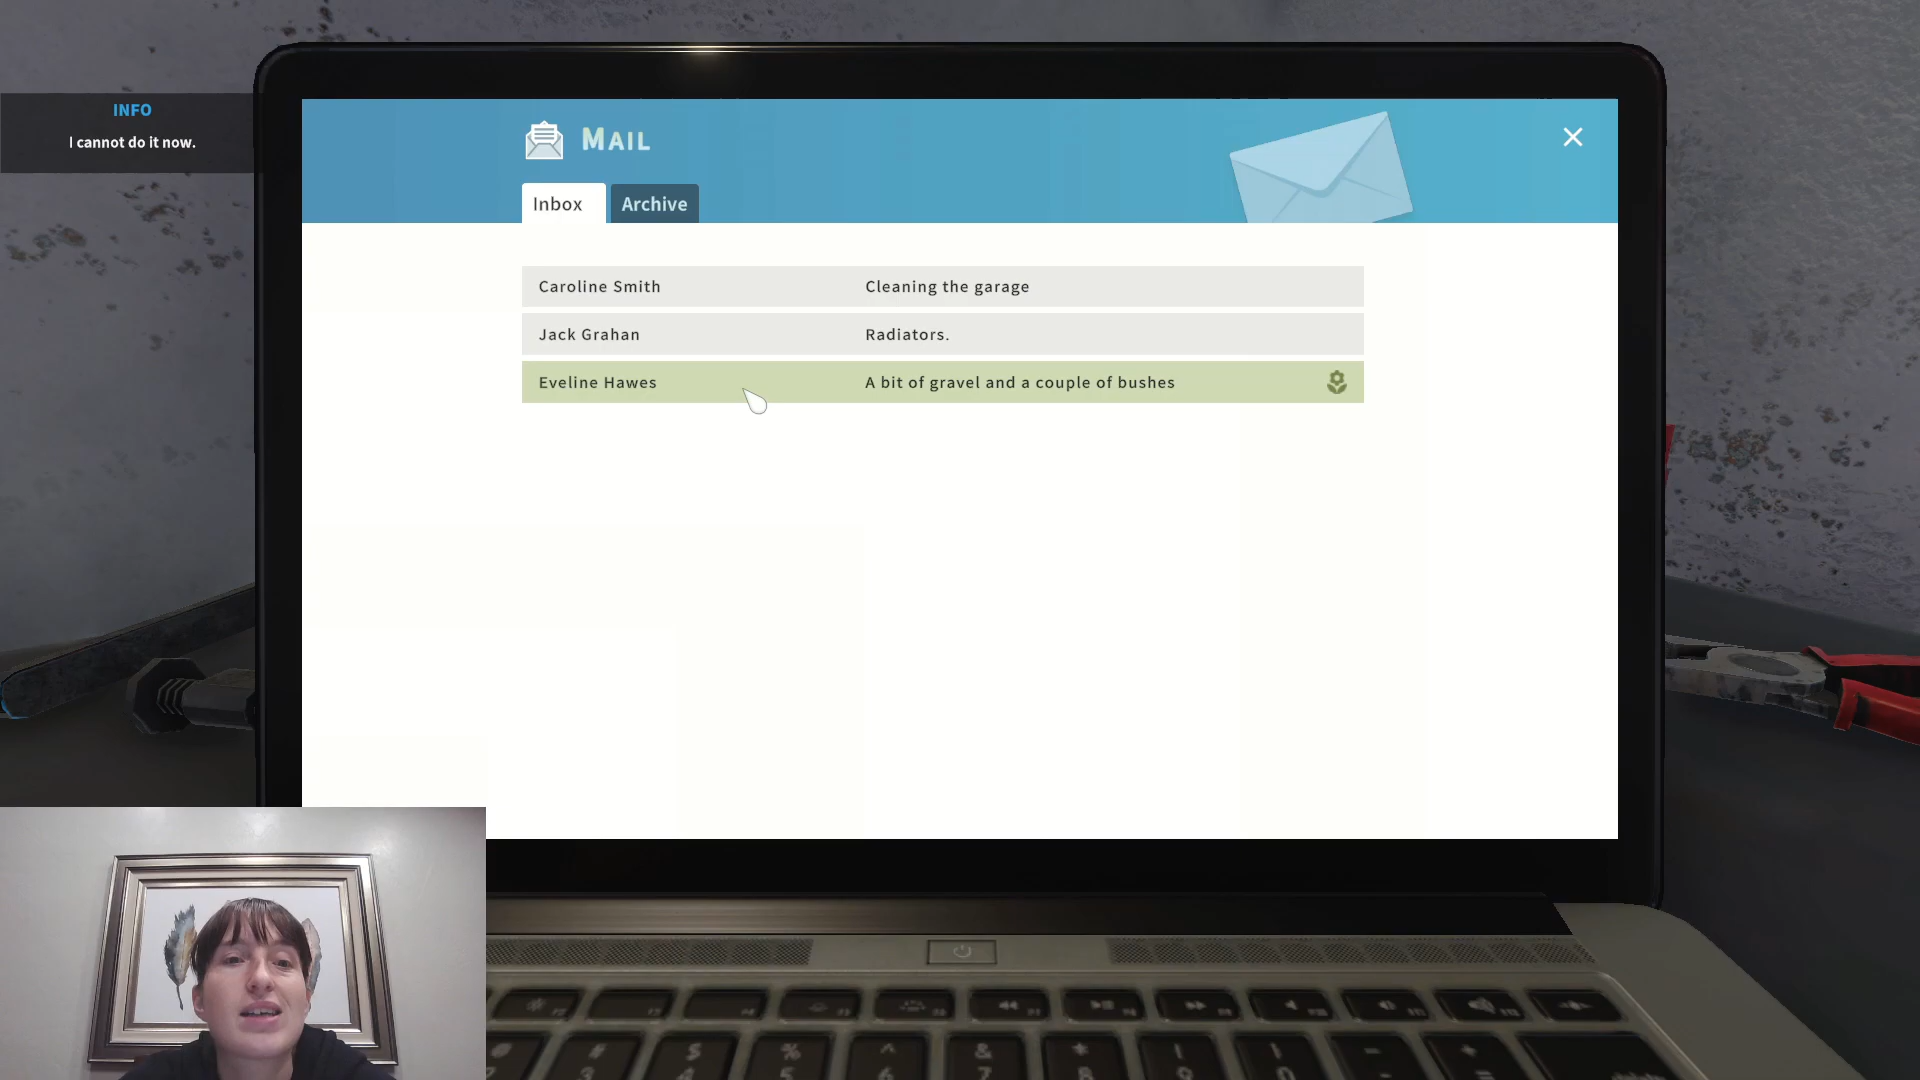 INFO
I cannot do it now.
MAIL
Inbox
Archive
Caroline Smith
Cleaning the garage
Jack Grahan
Radiators.
Eveline Hawes
A bit of gravel and a couple of bushes